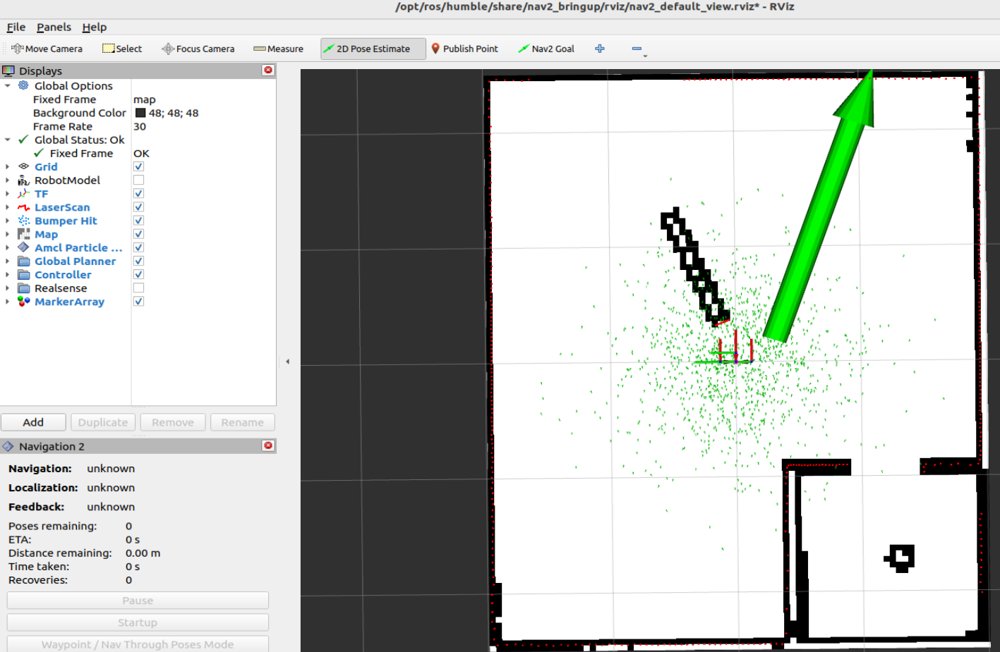 /opt/ros/humble/share/nav2_bringup/rviz/nav2_default_view.rviz* - RViz
File Panels Help
Move Camera Select Focus Camera Measure 2D Pose Estimate Publish Point Nav2 Goal
Displays
Global Options
Fixed Frame map
Background Color 48; 48; 48
Frame Rate 30
Global Status: Ok
Fixed Frame OK
Grid
RobotModel
TF
LaserScan
Bumper Hit
Map
Amcl Particle ...
Global Planner
Controller
Realsense
MarkerArray
Add Duplicate Remove Rename
Navigation 2
Navigation: unknown
Localization: unknown
Feedback: unknown
Poses remaining: 0
ETA: 0 s
Distance remaining: 0.00 m
Time taken: 0 s
Recoveries: 0
Pause
Startup
Waypoint / Nav Through Poses Mode